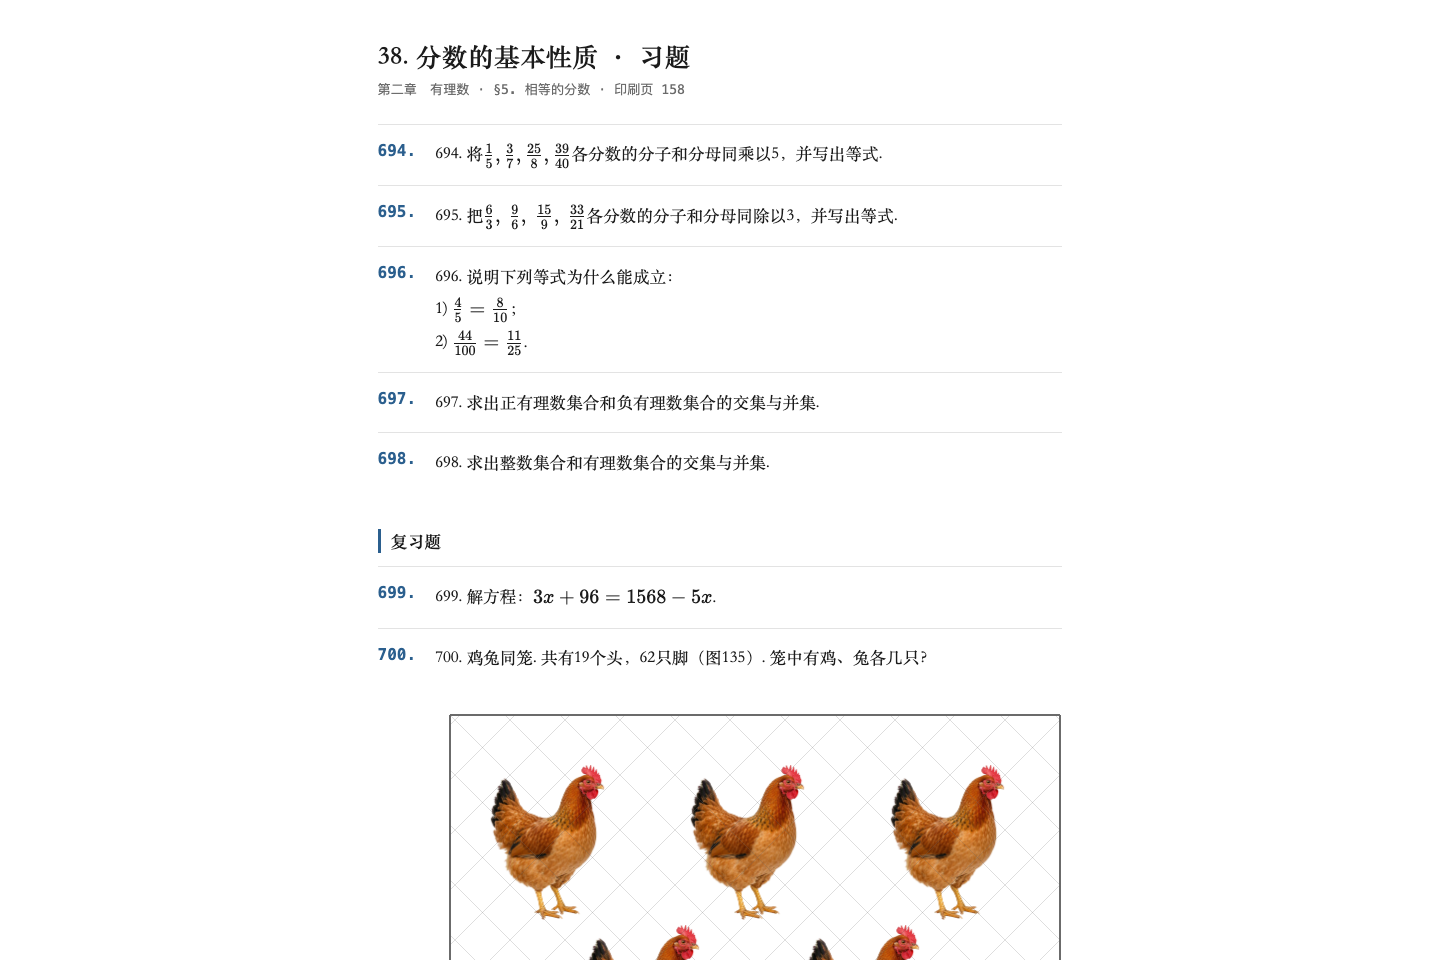 38. 分数的基本性质 · 习题
第二章 有理数 · §5. 相等的分数 · 印刷页 158
694. 694. 将1/5, 3/7, 25/8, 39/40各分数的分子和分母同乘以5，并写出等式.
695. 695. 把6/3，9/6，15/9，33/21各分数的分子和分母同除以3，并写出等式.
696. 696. 说明下列等式为什么能成立：
1) 4/5 = 8/10；
2) 44/100 = 11/25.
697. 697. 求出正有理数集合和负有理数集合的交集与并集.
698. 698. 求出整数集合和有理数集合的交集与并集.
复习题
699. 699. 解方程：3x + 96 = 1568 − 5x.
700. 700. 鸡兔同笼. 共有19个头，62只脚（图135）. 笼中有鸡、兔各几只?